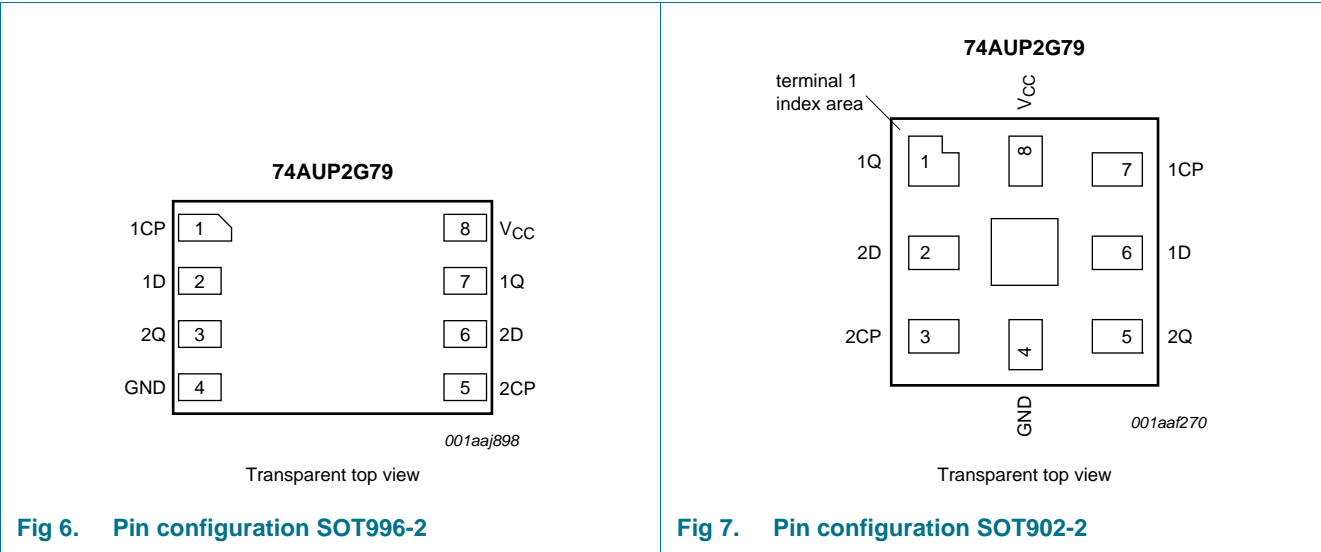 74AUP2G79
1CP 1 8 VCC
1D 2 7 1Q
2Q 3 6 2D
GND 4 5 2CP
001aaj898
Transparent top view
Fig 6. Pin configuration SOT996-2
74AUP2G79
terminal 1
index area
VCC
1Q 1 8 7 1CP
2D 2 6 1D
2CP 3 4 5 2Q
GND
001aaf270
Transparent top view
Fig 7. Pin configuration SOT902-2